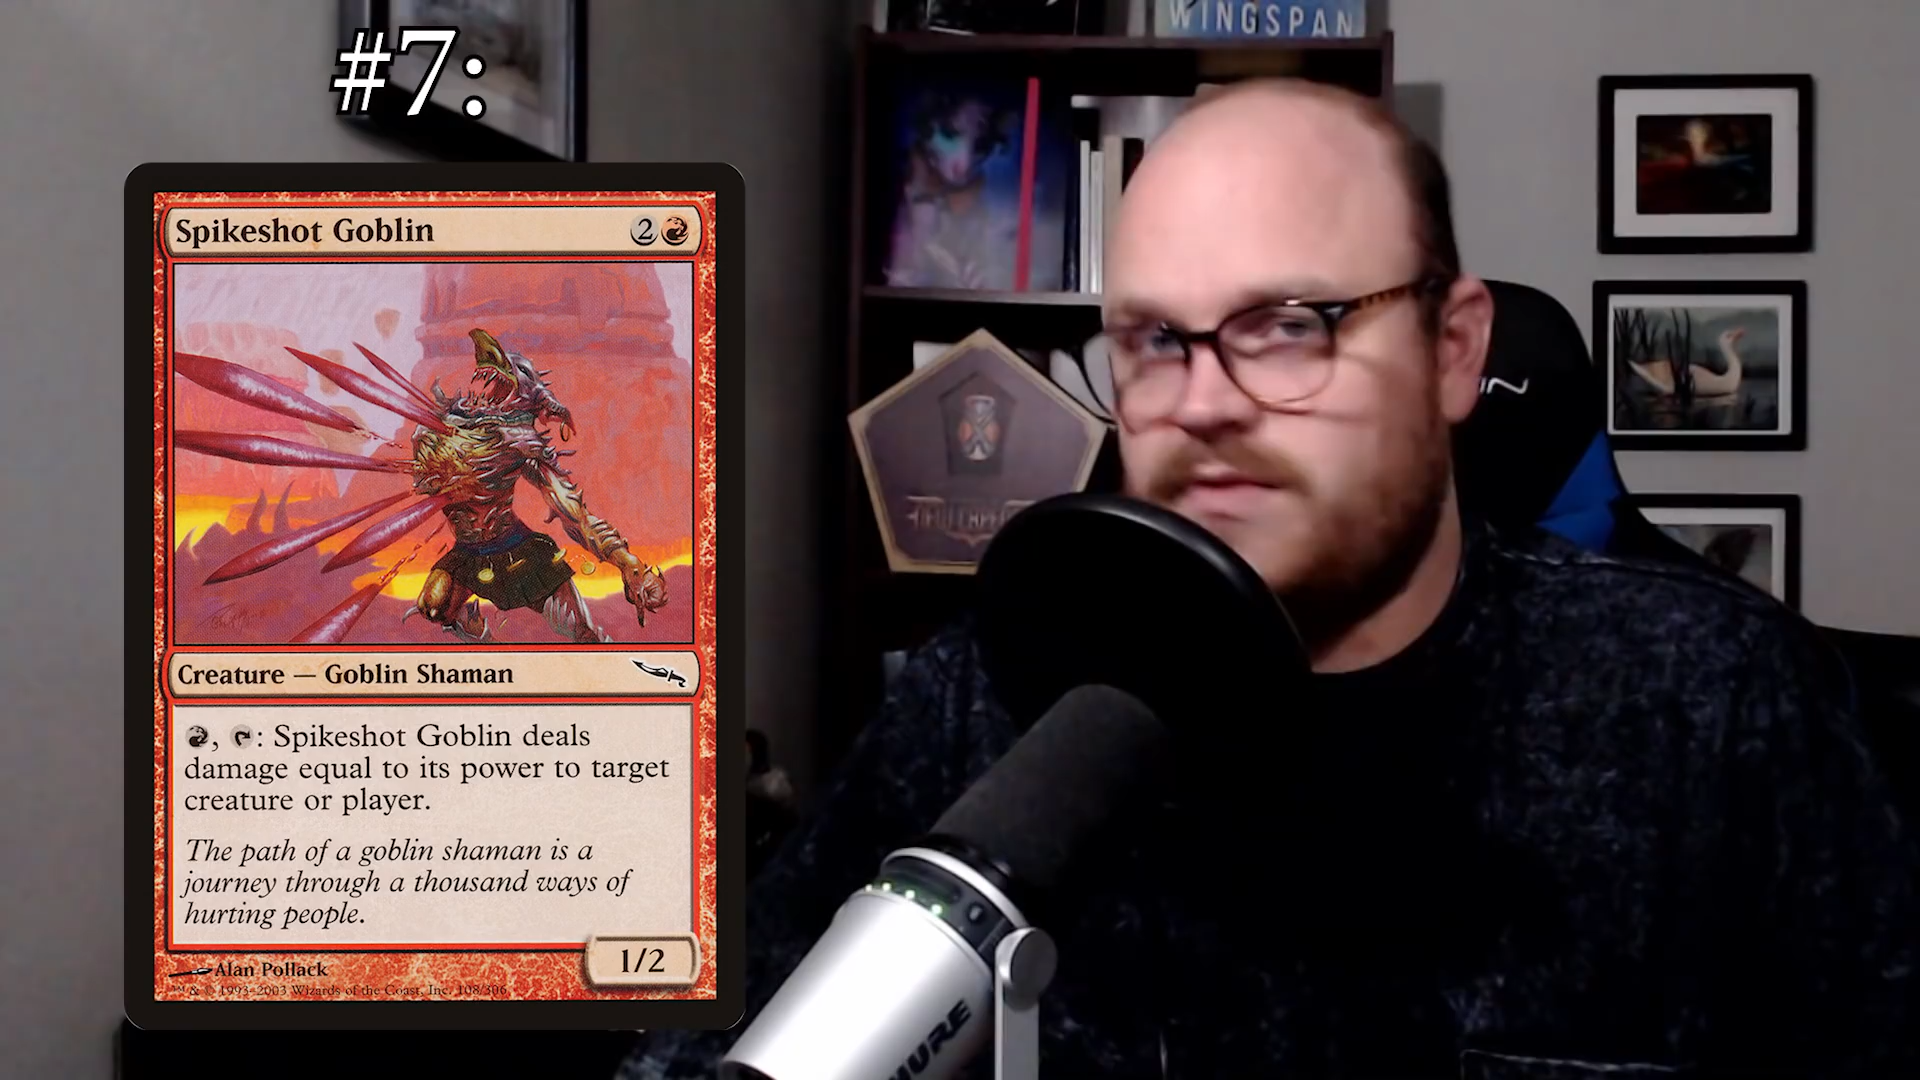 #7:
WINGSPAN
Spikeshot Goblin 2
Creature — Goblin Shaman
, : Spikeshot Goblin deals
damage equal to its power to target
creature or player.
The path of a goblin shaman is a
journey through a thousand ways of
hurting people.
1/2
Alan Pollack
™ & © 1993–2003 Wizards of the Coast, Inc. 108/306